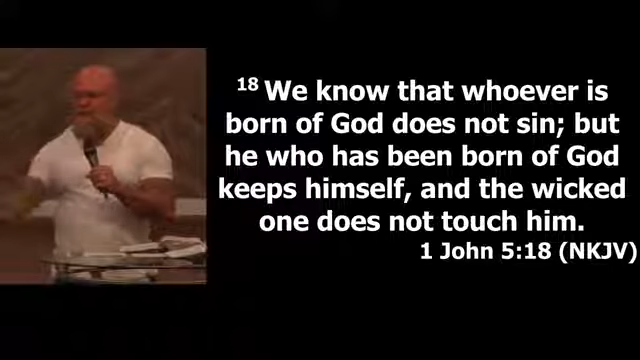 18 We know that whoever is
born of God does not sin; but
he who has been born of God
keeps himself, and the wicked
one does not touch him.
1 John 5:18 (NKJV)